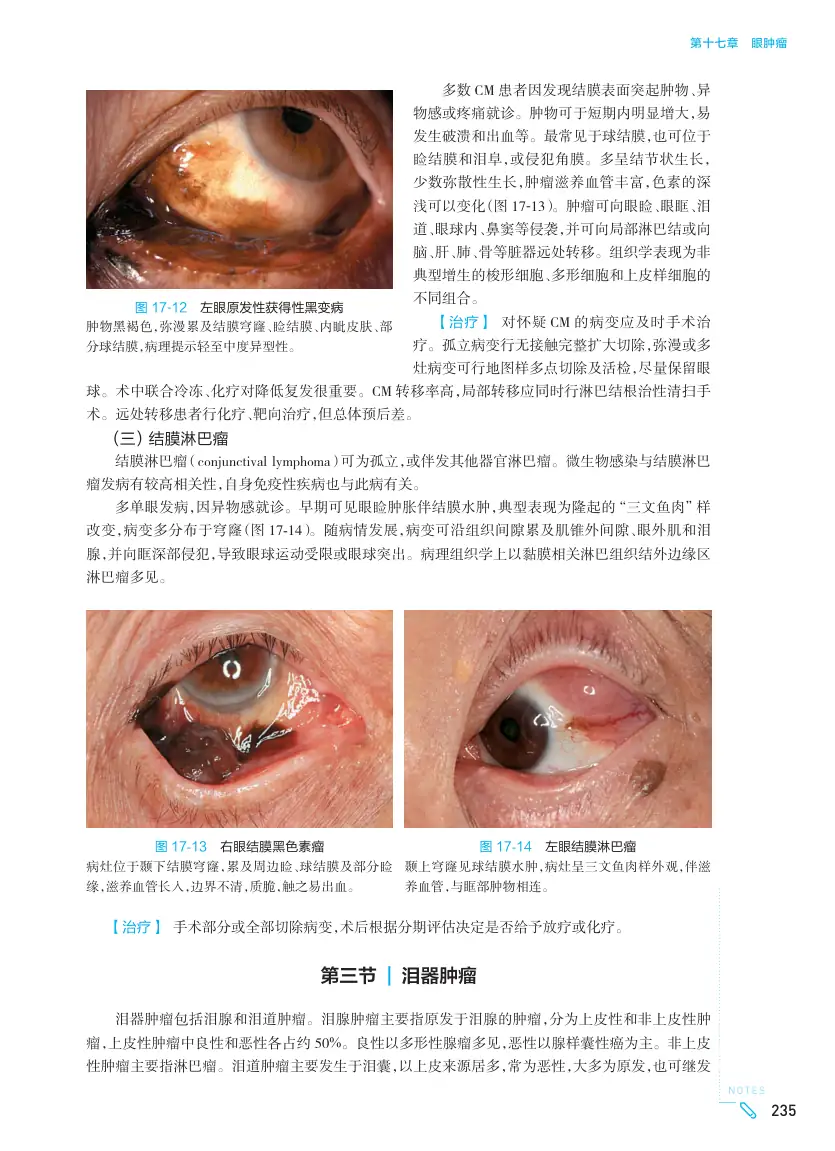 第十七章 眼肿瘤
多数 CM 患者因发现结膜表面突起肿物、异
物感或疼痛就诊。肿物可于短期内明显增大,易
发生破溃和出血等。最常见于球结膜,也可位于
睑结膜和泪阜,或侵犯角膜。多呈结节状生长,
少数弥散性生长,肿瘤滋养血管丰富,色素的深
浅可以变化(图 17-13)。肿瘤可向眼睑、眼眶、泪
道、眼球内、鼻窦等侵袭,并可向局部淋巴结或向
脑、肝、肺、骨等脏器远处转移。组织学表现为非
典型增生的梭形细胞、多形细胞和上皮样细胞的
不同组合。
图 17-12 左眼原发性获得性黑变病
肿物黑褐色,弥漫累及结膜穹窿、睑结膜、内眦皮肤、部
分球结膜,病理提示轻至中度异型性。
【治疗】 对怀疑 CM 的病变应及时手术治
疗。孤立病变行无接触完整扩大切除,弥漫或多
灶病变可行地图样多点切除及活检,尽量保留眼
球。术中联合冷冻、化疗对降低复发很重要。CM 转移率高,局部转移应同时行淋巴结根治性清扫手
术。远处转移患者行化疗、靶向治疗,但总体预后差。
(三)结膜淋巴瘤
结膜淋巴瘤(conjunctival lymphoma)可为孤立,或伴发其他器官淋巴瘤。微生物感染与结膜淋巴
瘤发病有较高相关性,自身免疫性疾病也与此病有关。
多单眼发病,因异物感就诊。早期可见眼睑肿胀伴结膜水肿,典型表现为隆起的“三文鱼肉”样
改变,病变多分布于穹窿(图 17-14)。随病情发展,病变可沿组织间隙累及肌锥外间隙、眼外肌和泪
腺,并向眶深部侵犯,导致眼球运动受限或眼球突出。病理组织学上以黏膜相关淋巴组织结外边缘区
淋巴瘤多见。
图 17-13 右眼结膜黑色素瘤
病灶位于颞下结膜穹窿,累及周边睑、球结膜及部分睑
缘,滋养血管长入,边界不清,质脆,触之易出血。
图 17-14 左眼结膜淋巴瘤
颞上穹窿见球结膜水肿,病灶呈三文鱼肉样外观,伴滋
养血管,与眶部肿物相连。
【治疗】 手术部分或全部切除病变,术后根据分期评估决定是否给予放疗或化疗。
第三节 | 泪器肿瘤
泪器肿瘤包括泪腺和泪道肿瘤。泪腺肿瘤主要指原发于泪腺的肿瘤,分为上皮性和非上皮性肿
瘤,上皮性肿瘤中良性和恶性各占约 50%。良性以多形性腺瘤多见,恶性以腺样囊性癌为主。非上皮
性肿瘤主要指淋巴瘤。泪道肿瘤主要发生于泪囊,以上皮来源居多,常为恶性,大多为原发,也可继发
NOTES
235